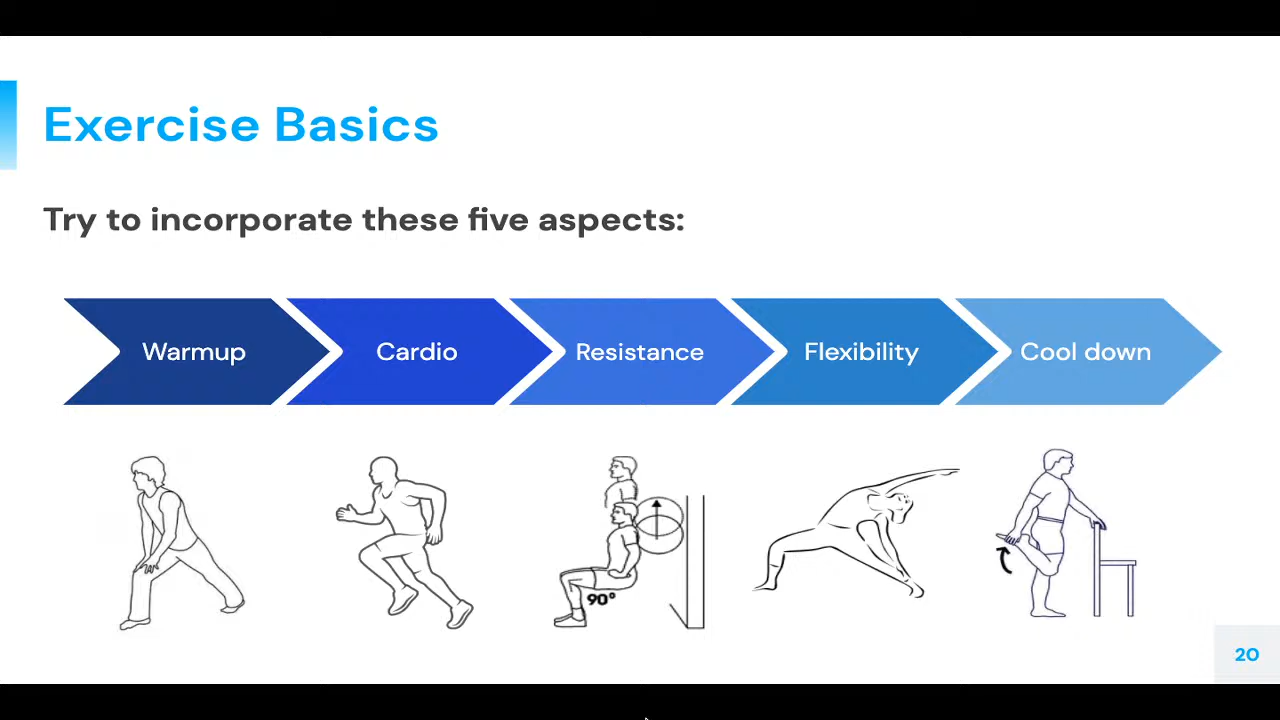 Exercise Basics
Try to incorporate these five aspects:
Warmup
Cardio
Resistance
Flexibility
Cool down
90°
20